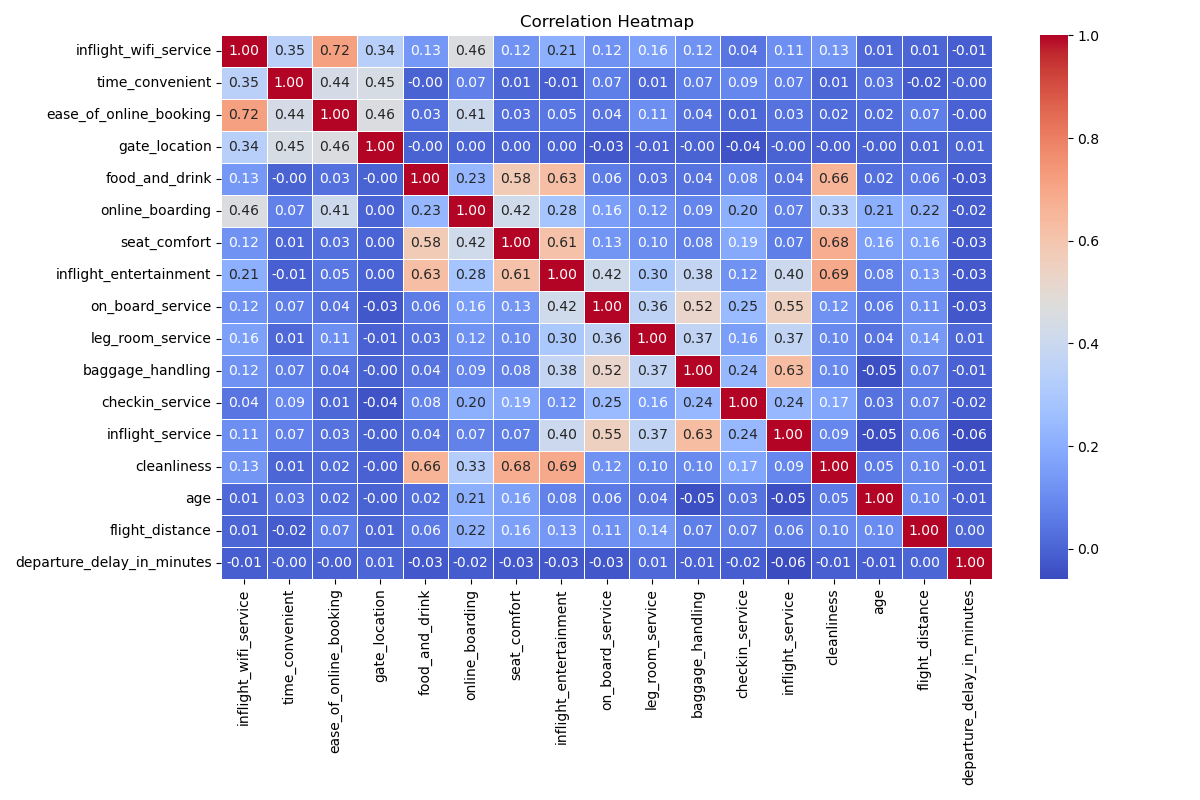 Correlation Heatmap
inflight_wifi_service 1.00 0.35 0.72 0.34 0.13 0.46 0.12 0.21 0.12 0.16 0.12 0.04 0.11 0.13 0.01 0.01 -0.01
time_convenient 0.35 1.00 0.44 0.45 -0.00 0.07 0.01 -0.01 0.07 0.01 0.07 0.09 0.07 0.01 0.03 -0.02 -0.00
ease_of_online_booking 0.72 0.44 1.00 0.46 0.03 0.41 0.03 0.05 0.04 0.11 0.04 0.01 0.03 0.02 0.02 0.07 -0.00
gate_location 0.34 0.45 0.46 1.00 -0.00 0.00 0.00 0.00 -0.03 -0.01 -0.00 -0.04 -0.00 -0.00 -0.00 0.01 0.01
food_and_drink 0.13 -0.00 0.03 -0.00 1.00 0.23 0.58 0.63 0.06 0.03 0.04 0.08 0.04 0.66 0.02 0.06 -0.03
online_boarding 0.46 0.07 0.41 0.00 0.23 1.00 0.42 0.28 0.16 0.12 0.09 0.20 0.07 0.33 0.21 0.22 -0.02
seat_comfort 0.12 0.01 0.03 0.00 0.58 0.42 1.00 0.61 0.13 0.10 0.08 0.19 0.07 0.68 0.16 0.16 -0.03
inflight_entertainment 0.21 -0.01 0.05 0.00 0.63 0.28 0.61 1.00 0.42 0.30 0.38 0.12 0.40 0.69 0.08 0.13 -0.03
on_board_service 0.12 0.07 0.04 -0.03 0.06 0.16 0.13 0.42 1.00 0.36 0.52 0.25 0.55 0.12 0.06 0.11 -0.03
leg_room_service 0.16 0.01 0.11 -0.01 0.03 0.12 0.10 0.30 0.36 1.00 0.37 0.16 0.37 0.10 0.04 0.14 0.01
baggage_handling 0.12 0.07 0.04 -0.00 0.04 0.09 0.08 0.38 0.52 0.37 1.00 0.24 0.63 0.10 -0.05 0.07 -0.01
checkin_service 0.04 0.09 0.01 -0.04 0.08 0.20 0.19 0.12 0.25 0.16 0.24 1.00 0.24 0.17 0.03 0.07 -0.02
inflight_service 0.11 0.07 0.03 -0.00 0.04 0.07 0.07 0.40 0.55 0.37 0.63 0.24 1.00 0.09 -0.05 0.06 -0.06
cleanliness 0.13 0.01 0.02 -0.00 0.66 0.33 0.68 0.69 0.12 0.10 0.10 0.17 0.09 1.00 0.05 0.10 -0.01
age 0.01 0.03 0.02 -0.00 0.02 0.21 0.16 0.08 0.06 0.04 -0.05 0.03 -0.05 0.05 1.00 0.10 -0.01
flight_distance 0.01 -0.02 0.07 0.01 0.06 0.22 0.16 0.13 0.11 0.14 0.07 0.07 0.06 0.10 0.10 1.00 0.00
departure_delay_in_minutes -0.01 -0.00 -0.00 0.01 -0.03 -0.02 -0.03 -0.03 -0.03 0.01 -0.01 -0.02 -0.06 -0.01 -0.01 0.00 1.00
inflight_wifi_service
time_convenient
ease_of_online_booking
gate_location
food_and_drink
online_boarding
seat_comfort
inflight_entertainment
on_board_service
leg_room_service
baggage_handling
checkin_service
inflight_service
cleanliness
age
flight_distance
departure_delay_in_minutes
1.0
0.8
0.6
0.4
0.2
0.0